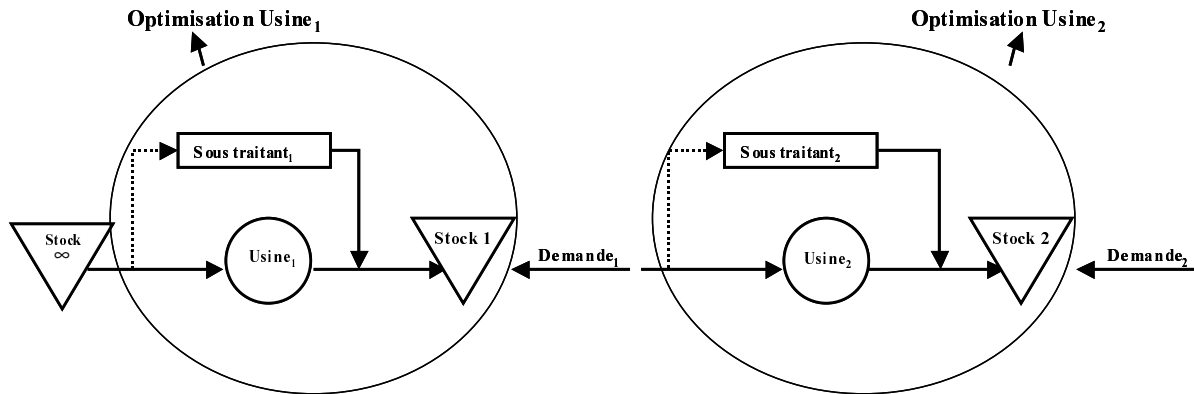 Optimisation Usine₁
Optimisation Usine₂
Sous traitant₁
Sous traitant₂
Stock
∞
Usine₁
Stock 1
Demande₁
Usine₂
Stock 2
Demande₂